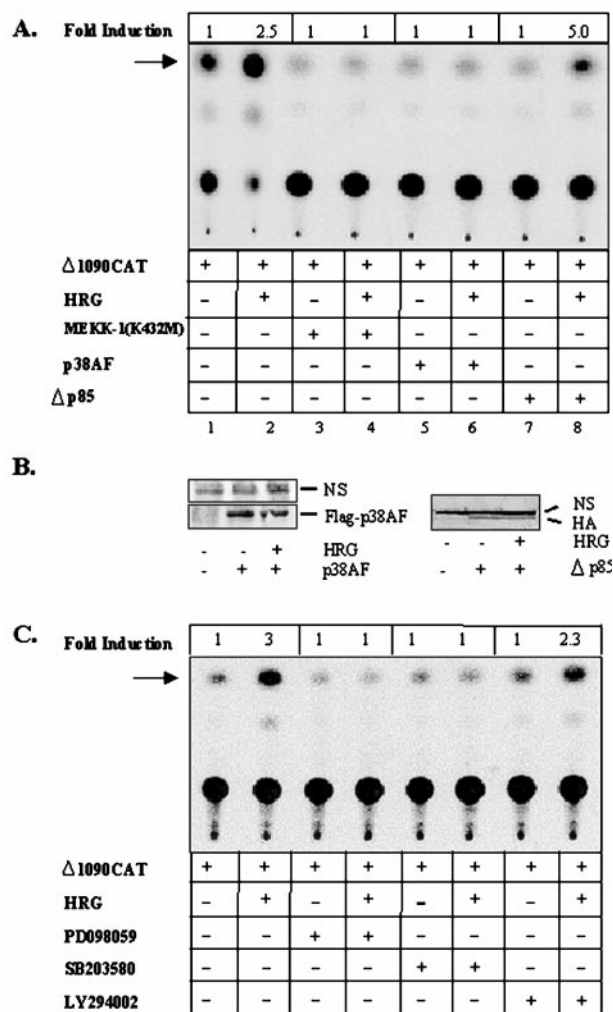 A.
Fold Induction 1 2.5 1 1 1 1 1 5.0
Δ1090CAT + + + + + + + +
HRG – + – + – + – +
MEKK-1(K432M) – – + + – – – –
p38AF – – – – + + – –
Δp85 – – – – – – + +
1 2 3 4 5 6 7 8
B.
NS
Flag-p38AF
- - + HRG
- + + p38AF
NS
HA
- - + HRG
- + + Δ p85
C.
Fold Induction 1 3 1 1 1 1 1 2.3
Δ1090CAT + + + + + + + +
HRG – + – + – + – +
PD098059 – – + + – – – –
SB203580 – – – – + + – –
LY294002 – – – – – – + +